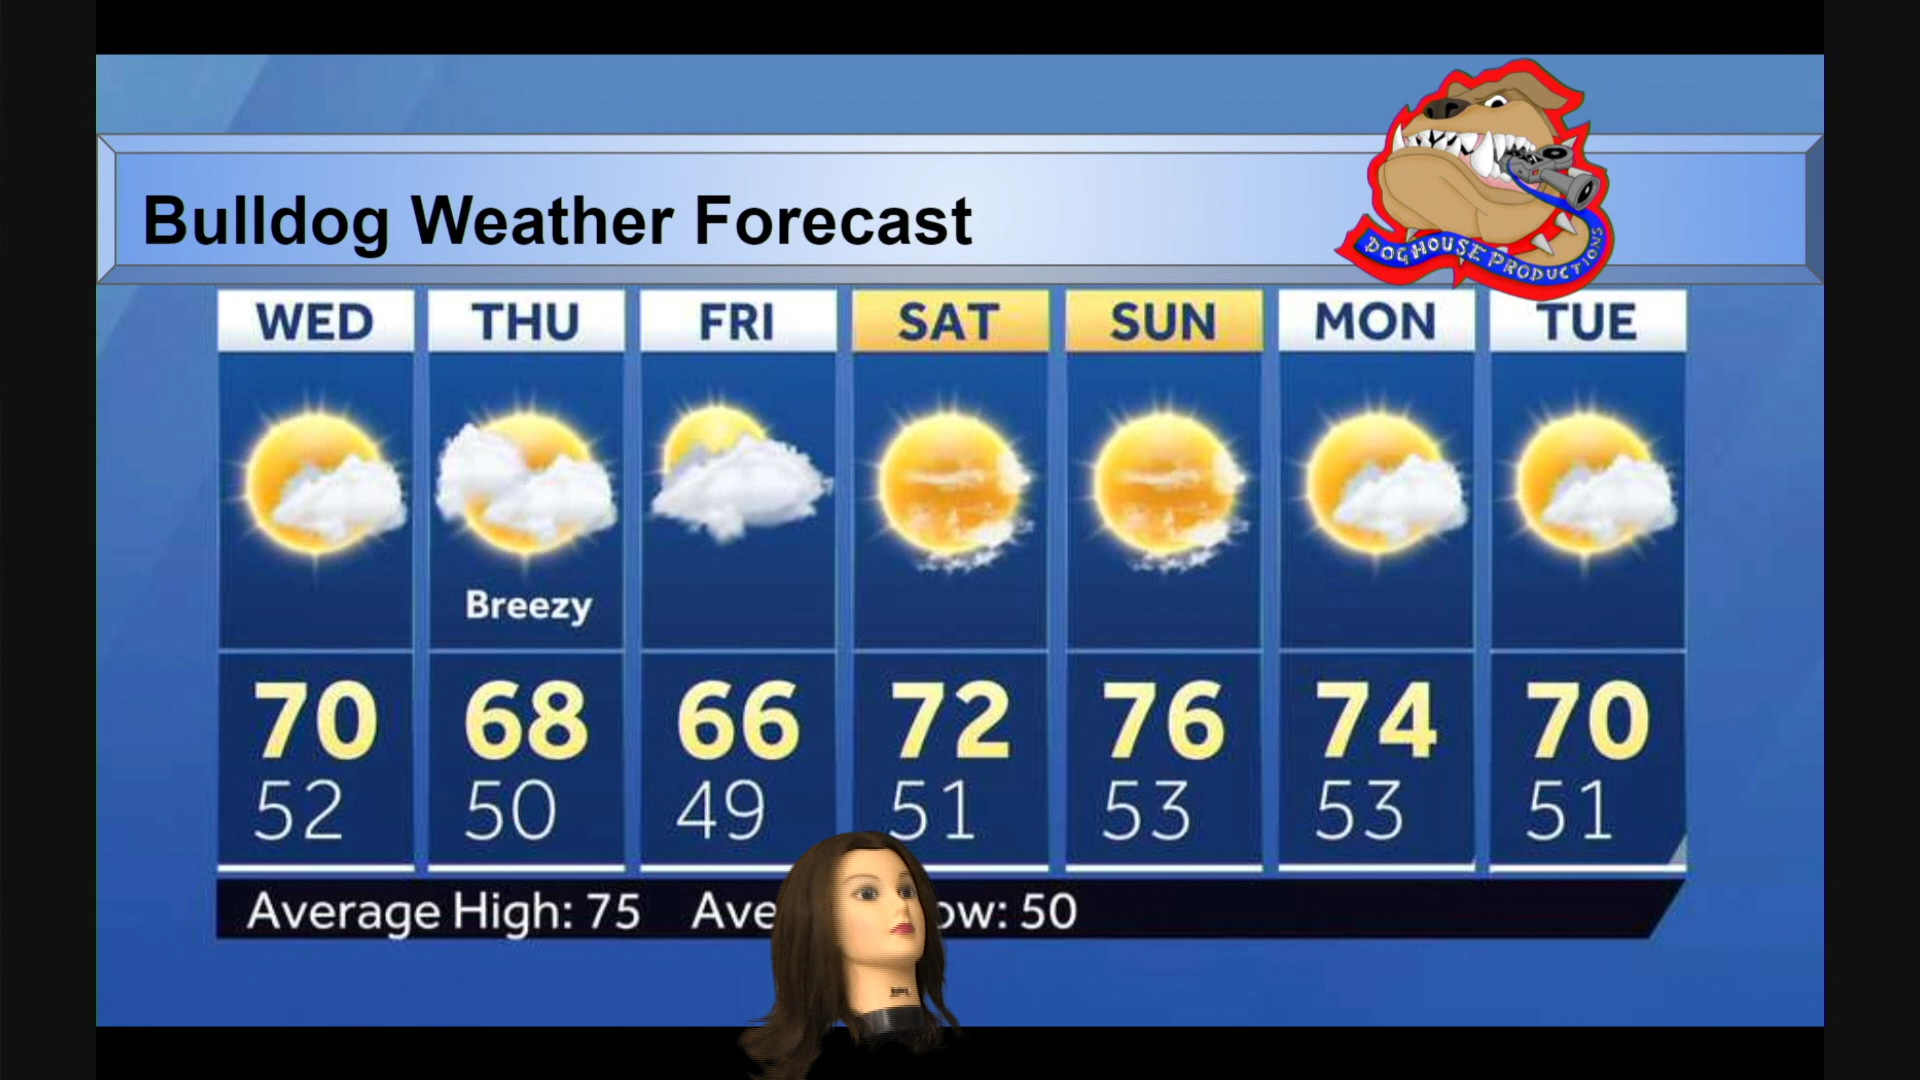 Bulldog Weather Forecast
DOGHOUSE PRODUCTIONS
WED THU FRI SAT SUN MON TUE
Breezy
70 68 66 72 76 74 70
52 50 49 51 53 53 51
Average High: 75 Ave ow: 50